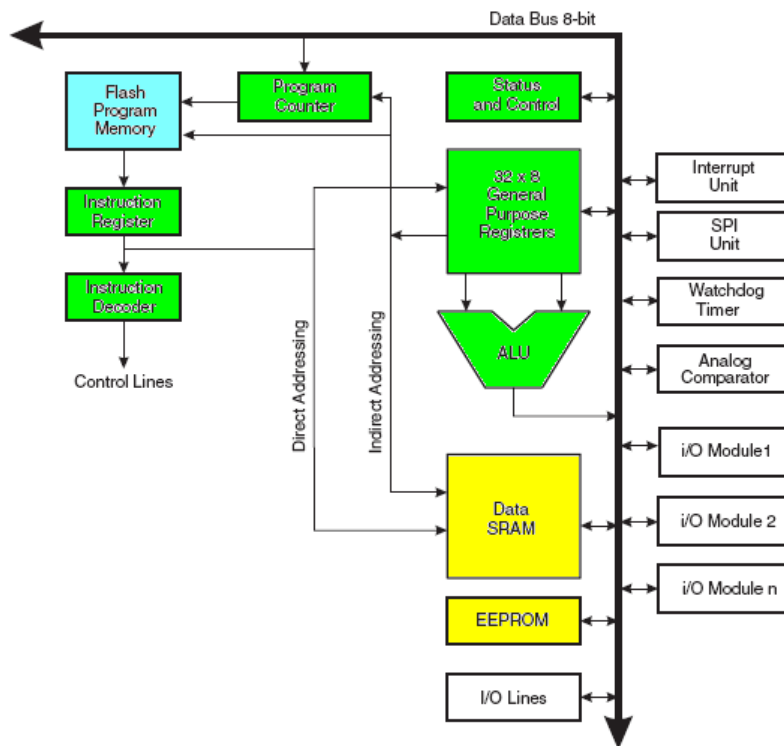 Data Bus 8-bit
Flash
Program
Memory
Program
Counter
Status
and Control
32 x 8
General
Purpose
Registrers
Interrupt
Unit
Instruction
Register
SPI
Unit
Instruction
Decoder
Watchdog
Timer
ALU
Control Lines
Direct Addressing
Indirect Addressing
Analog
Comparator
i/O Module1
Data
SRAM
i/O Module 2
i/O Module n
EEPROM
I/O Lines